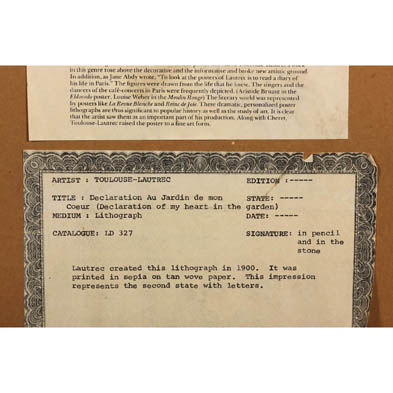 in this genre rose above the decorative and the informative and broke new artistic ground.
In addition, as Jane Abdy wrote, "To look at the posters of Lautrec is to read a diary of
his life in Paris." The figures were drawn from the life that he knew. The singers and the
dancers of the café-concerts in Paris were frequently depicted. (Aristide Bruant in the
Eldorado poster, Louise Weber in the Moulin Rouge) The literary world was represented
by posters like La Revue Blanche and Reine de Joie. These dramatic, personalized poster
lithographs are thus significant to popular history as well as the study of art. It is clear
that the artist saw them as an important part of his production. Along with Cheret,
Toulouse-Lautrec raised the poster to a fine art form.
ARTIST : TOULOUSE-LAUTREC EDITION :-----
TITLE : Declaration Au Jardin de mon STATE: -----
Coeur (Declaration of my heart in the garden)
MEDIUM : Lithograph DATE: -----
CATALOGUE: LD 327 SIGNATURE: in pencil
and in the
stone
Lautrec created this lithograph in 1900. It was
printed in sepia on tan wove paper. This impression
represents the second state with letters.